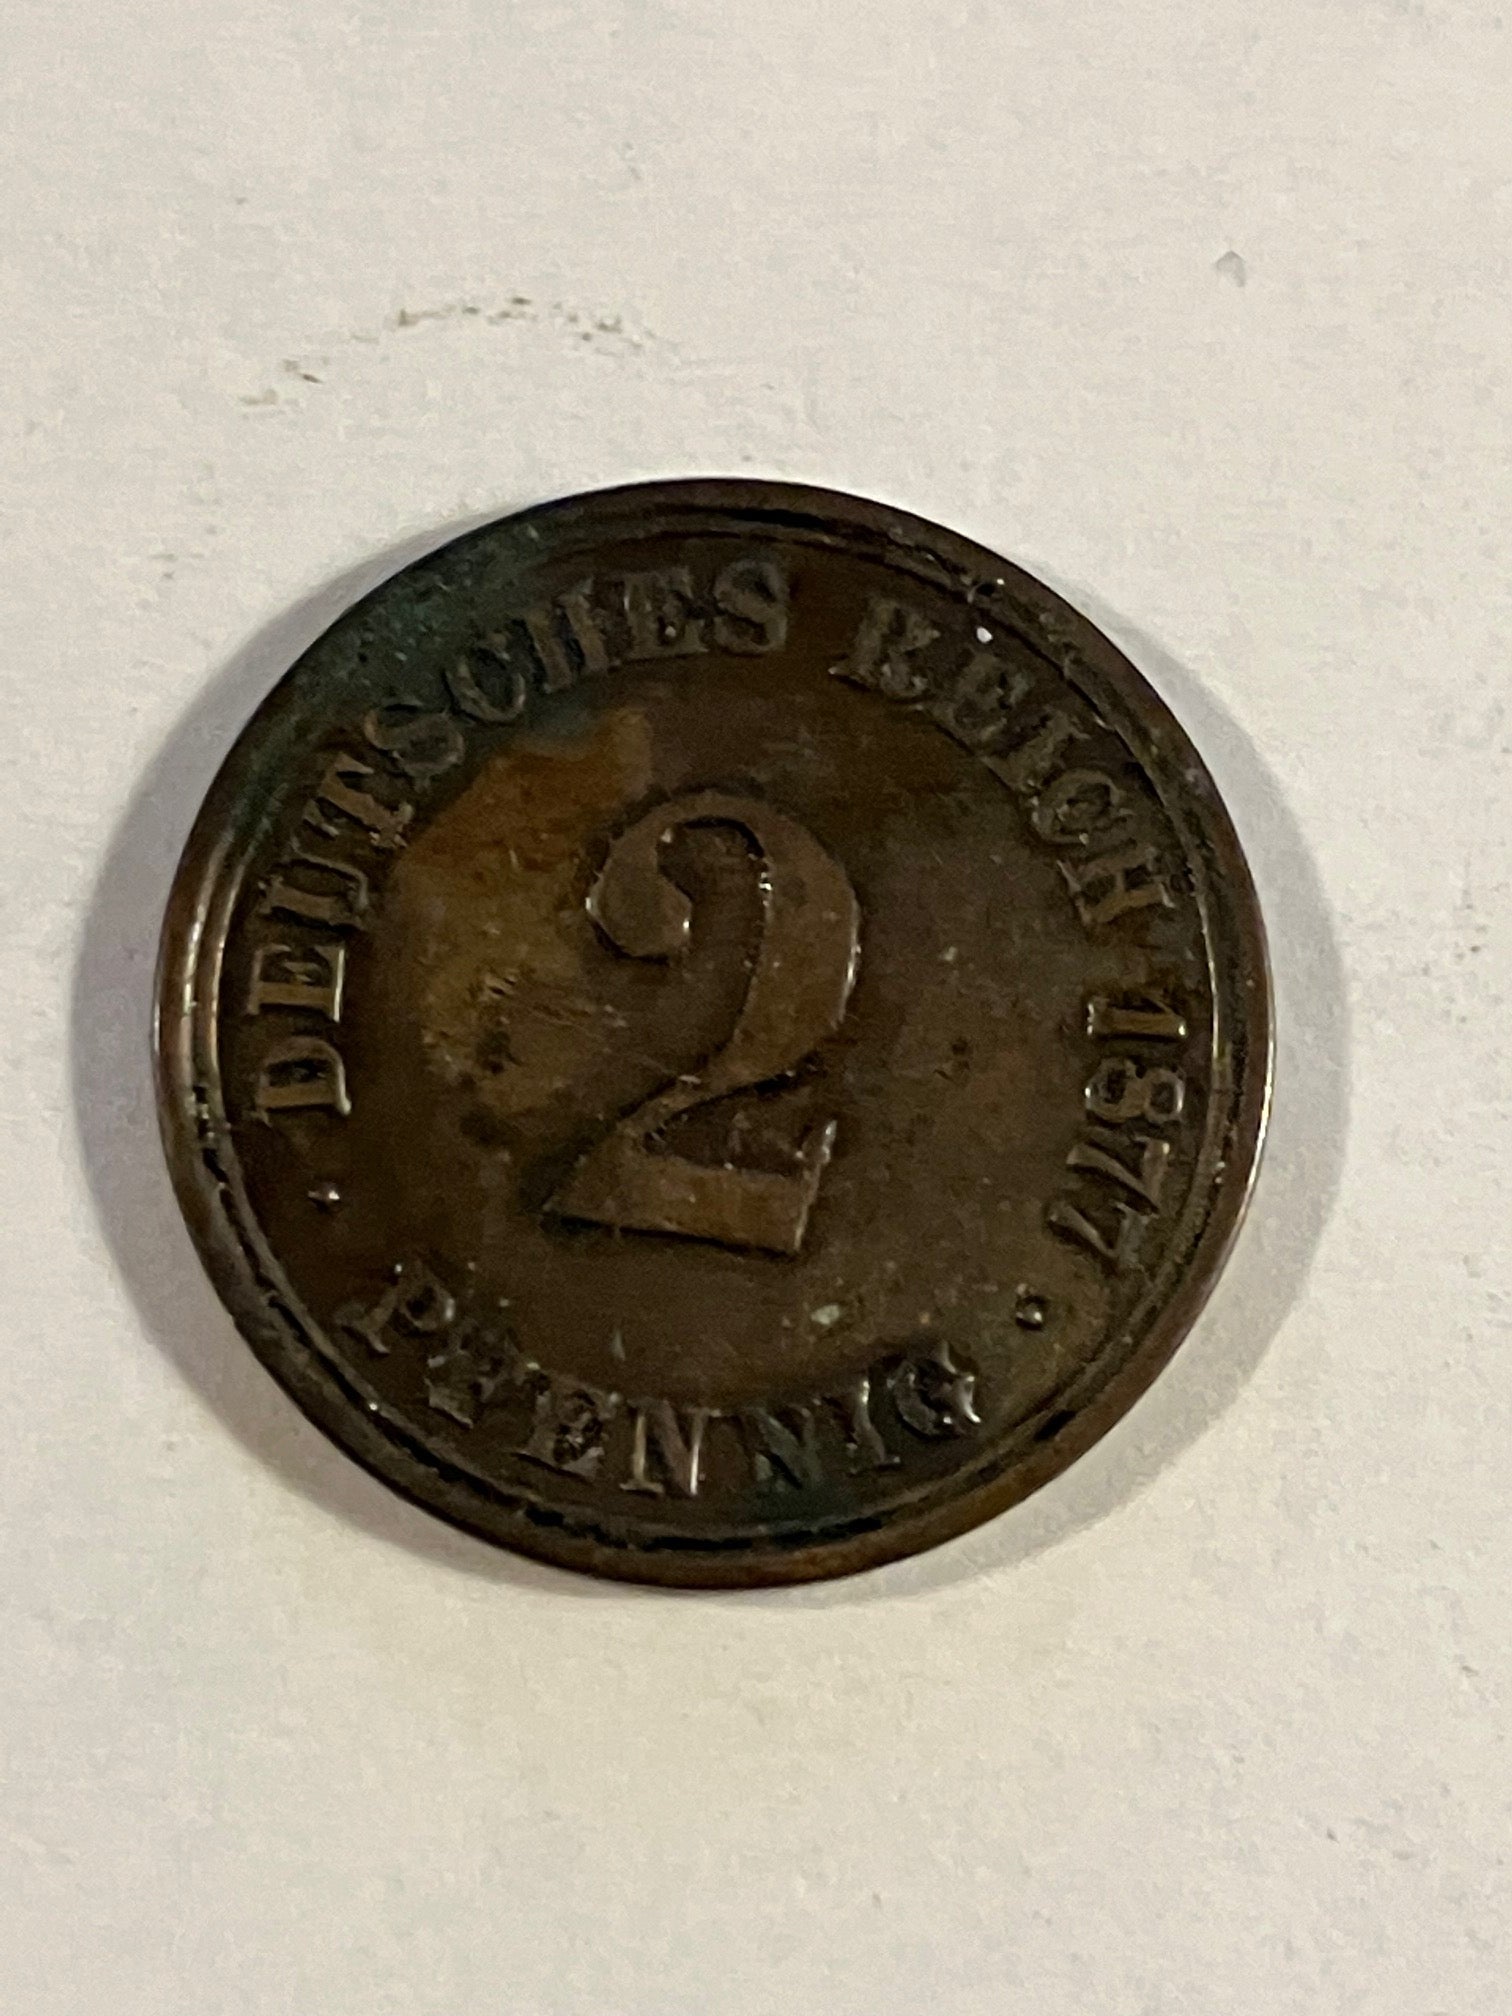 DEUTSCHES REICH 1877
2
PFENNIG